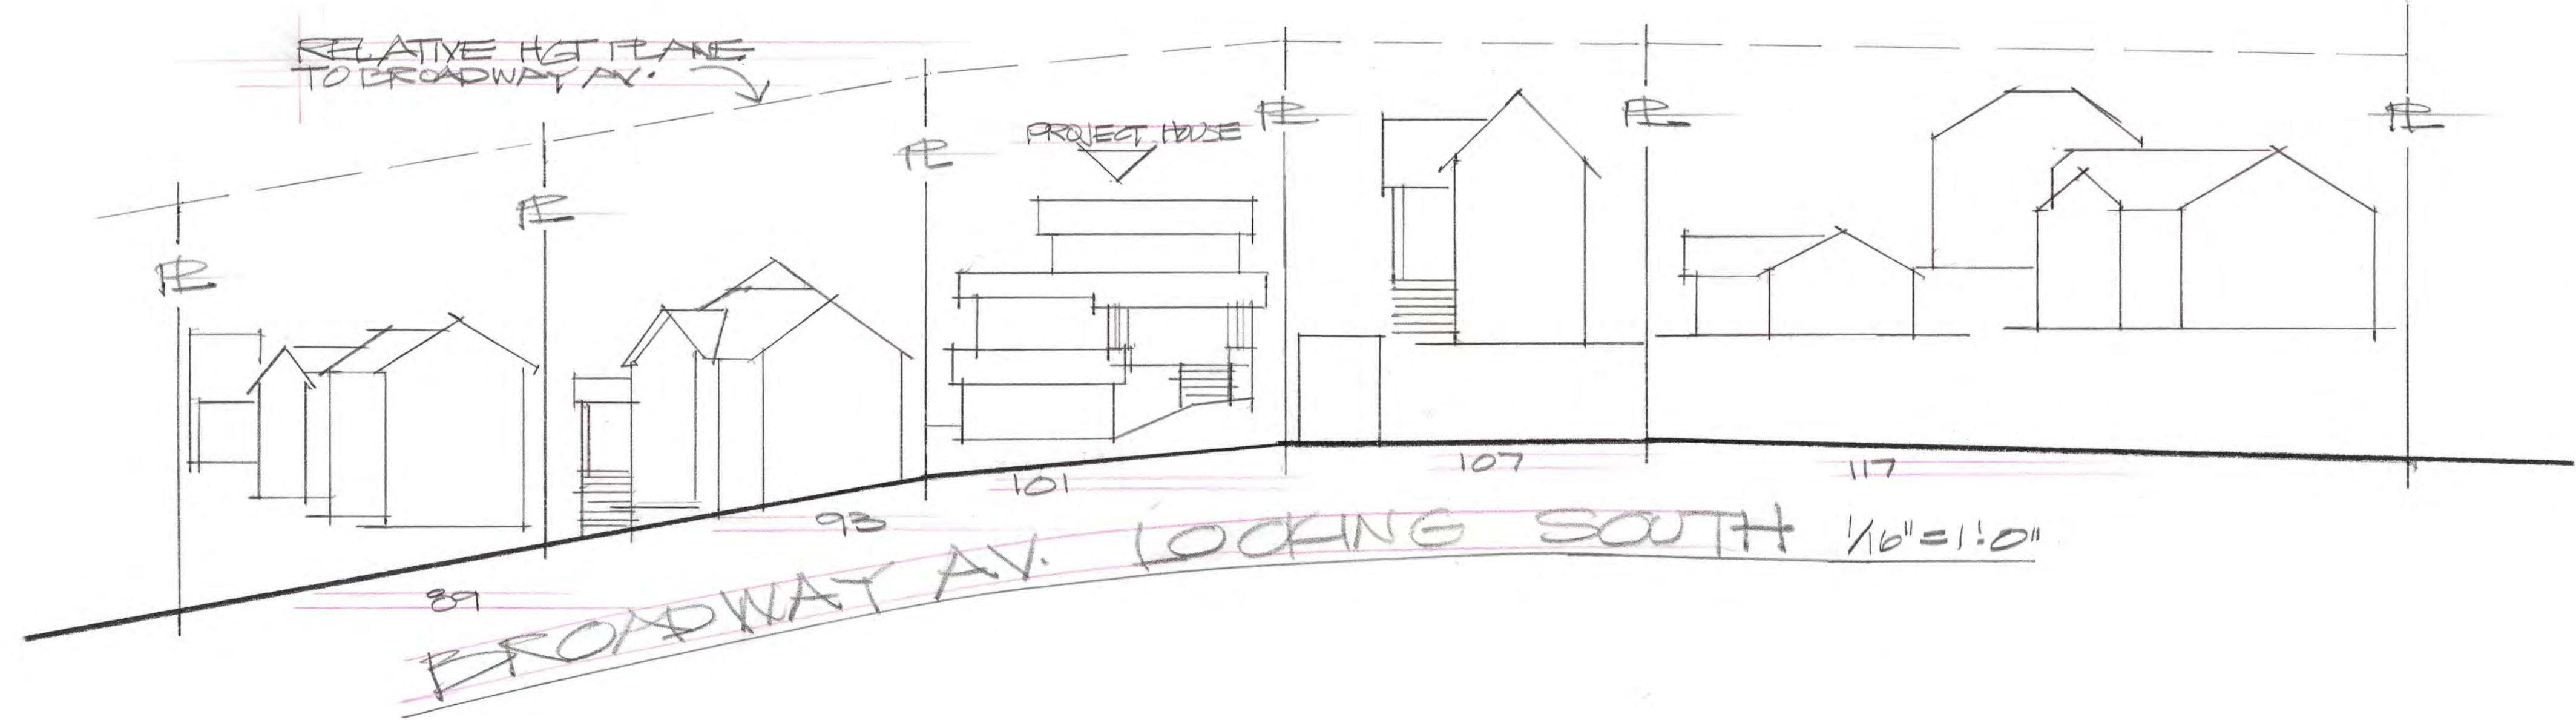 RELATIVE HGT PLANE
TO BROADWAY AV.
PROJECT HOUSE
PL
PL
PL
PL
PL
PL
89
93
101
107
117
BROADWAY AV. LOOKING SOUTH 1/16"=1'-0"